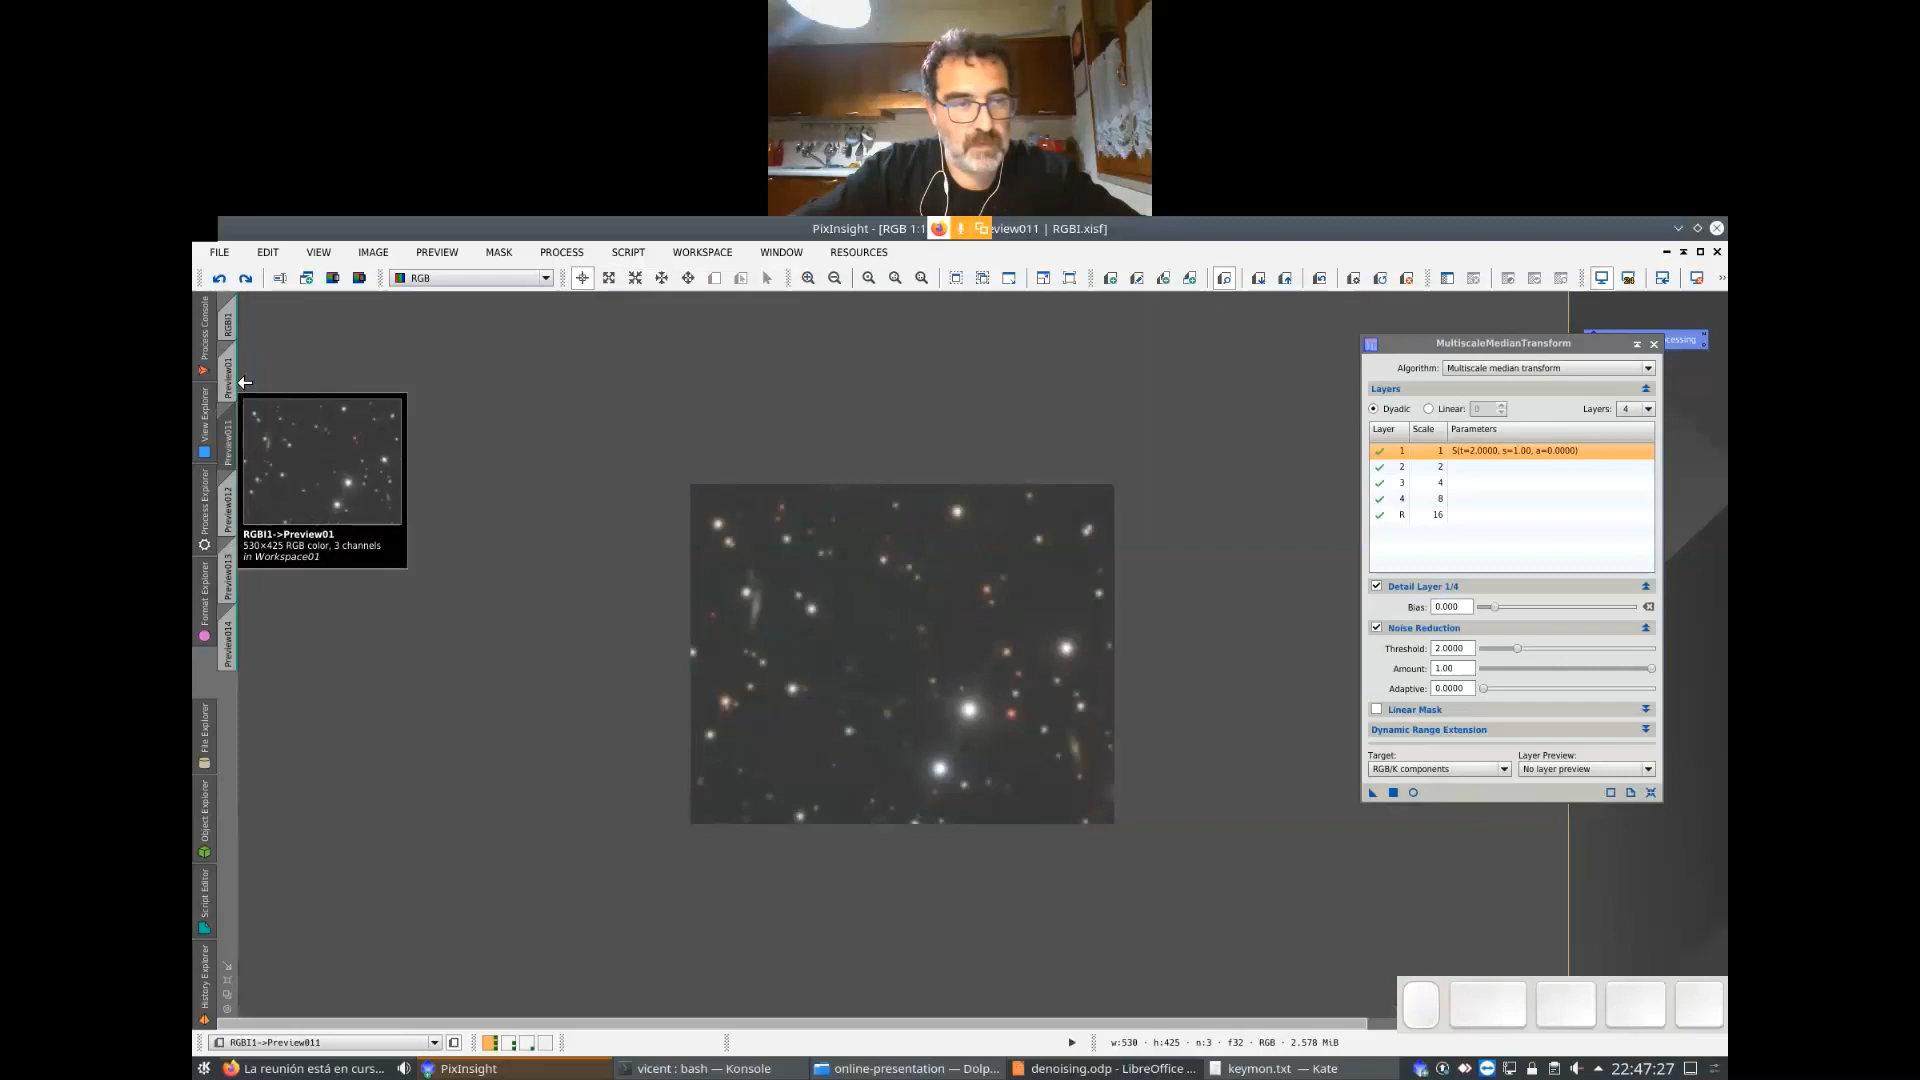 PixInsight - [RGB 1:1 eview011 | RGBI.xisf]
FILE EDIT VIEW IMAGE PREVIEW MASK PROCESS SCRIPT WORKSPACE WINDOW RESOURCES
RGB
Process Console
View Explorer
Process Explorer
Format Explorer
File Explorer
Object Explorer
Script Editor
History Explorer
RGBI1
Preview01
Preview011
Preview012
Preview013
Preview014
RGBI1->Preview01
530×425 RGB color, 3 channels
in Workspace01
cessing
MultiscaleMedianTransform
Algorithm: Multiscale median transform
Layers
Dyadic Linear: 0 Layers: 4
Layer Scale Parameters
1 1 S(t=2.0000, s=1.00, a=0.0000)
2 2
3 4
4 8
R 16
Detail Layer 1/4
Bias: 0.000
Noise Reduction
Threshold: 2.0000
Amount: 1.00
Adaptive: 0.0000
Linear Mask
Dynamic Range Extension
Target: Layer Preview:
RGB/K components No layer preview
RGBI1->Preview011
w:530 · h:425 · n:3 · f32 · RGB · 2.578 MiB
La reunión está en curs... PixInsight vicent : bash — Konsole online-presentation — Dolp... denoising.odp - LibreOffice ... keymon.txt — Kate 22:47:27